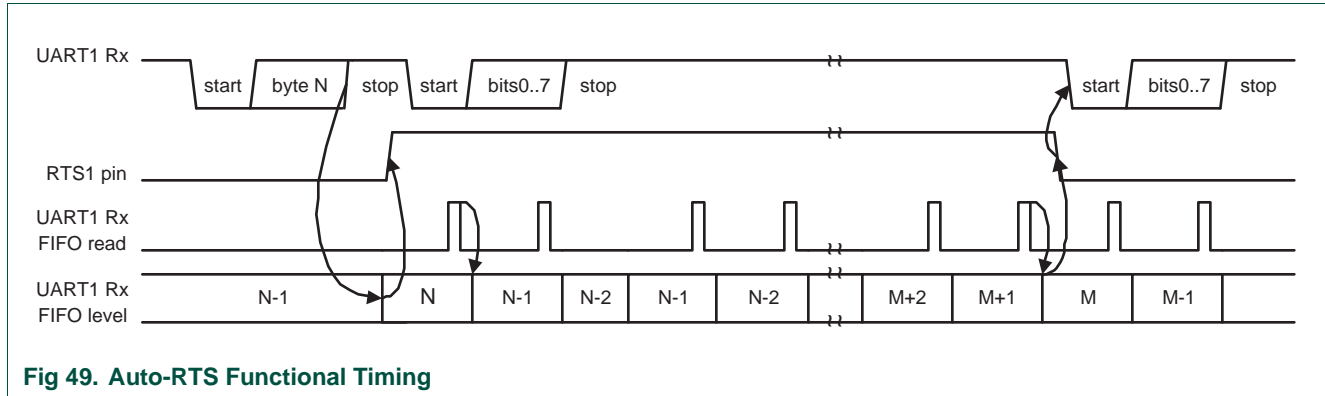 UART1 Rx
start byte N stop start bits0..7 stop start bits0..7 stop
RTS1 pin
UART1 Rx
FIFO read
UART1 Rx
FIFO level
N-1 N N-1 N-2 N-1 N-2 M+2 M+1 M M-1
Fig 49. Auto-RTS Functional Timing